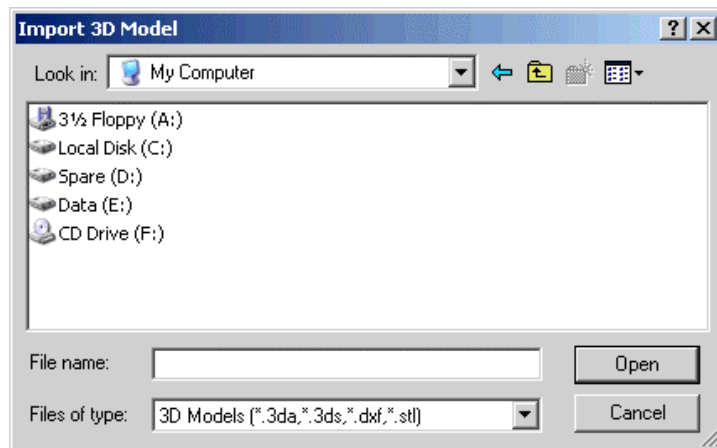 Import 3D Model
Look in: My Computer
3½ Floppy (A:)
Local Disk (C:)
Spare (D:)
Data (E:)
CD Drive (F:)
File name: Open
Files of type: 3D Models (*.3da,*.3ds,*.dxf,*.stl) Cancel